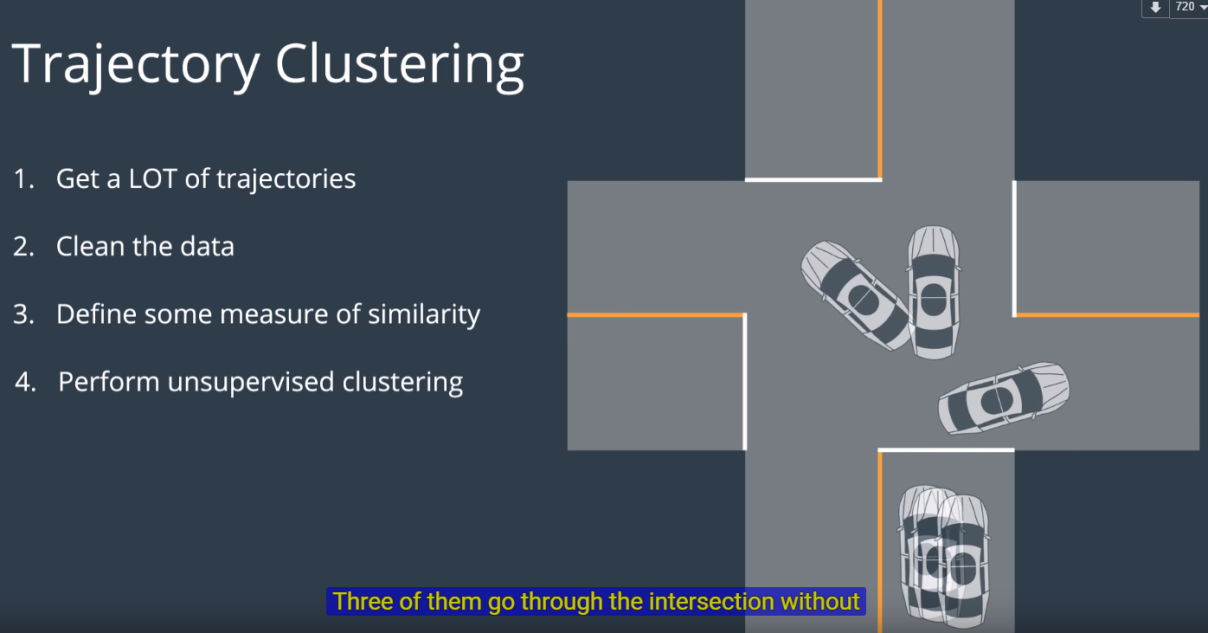 720
Trajectory Clustering
1. Get a LOT of trajectories
2. Clean the data
3. Define some measure of similarity
4. Perform unsupervised clustering
Three of them go through the intersection without